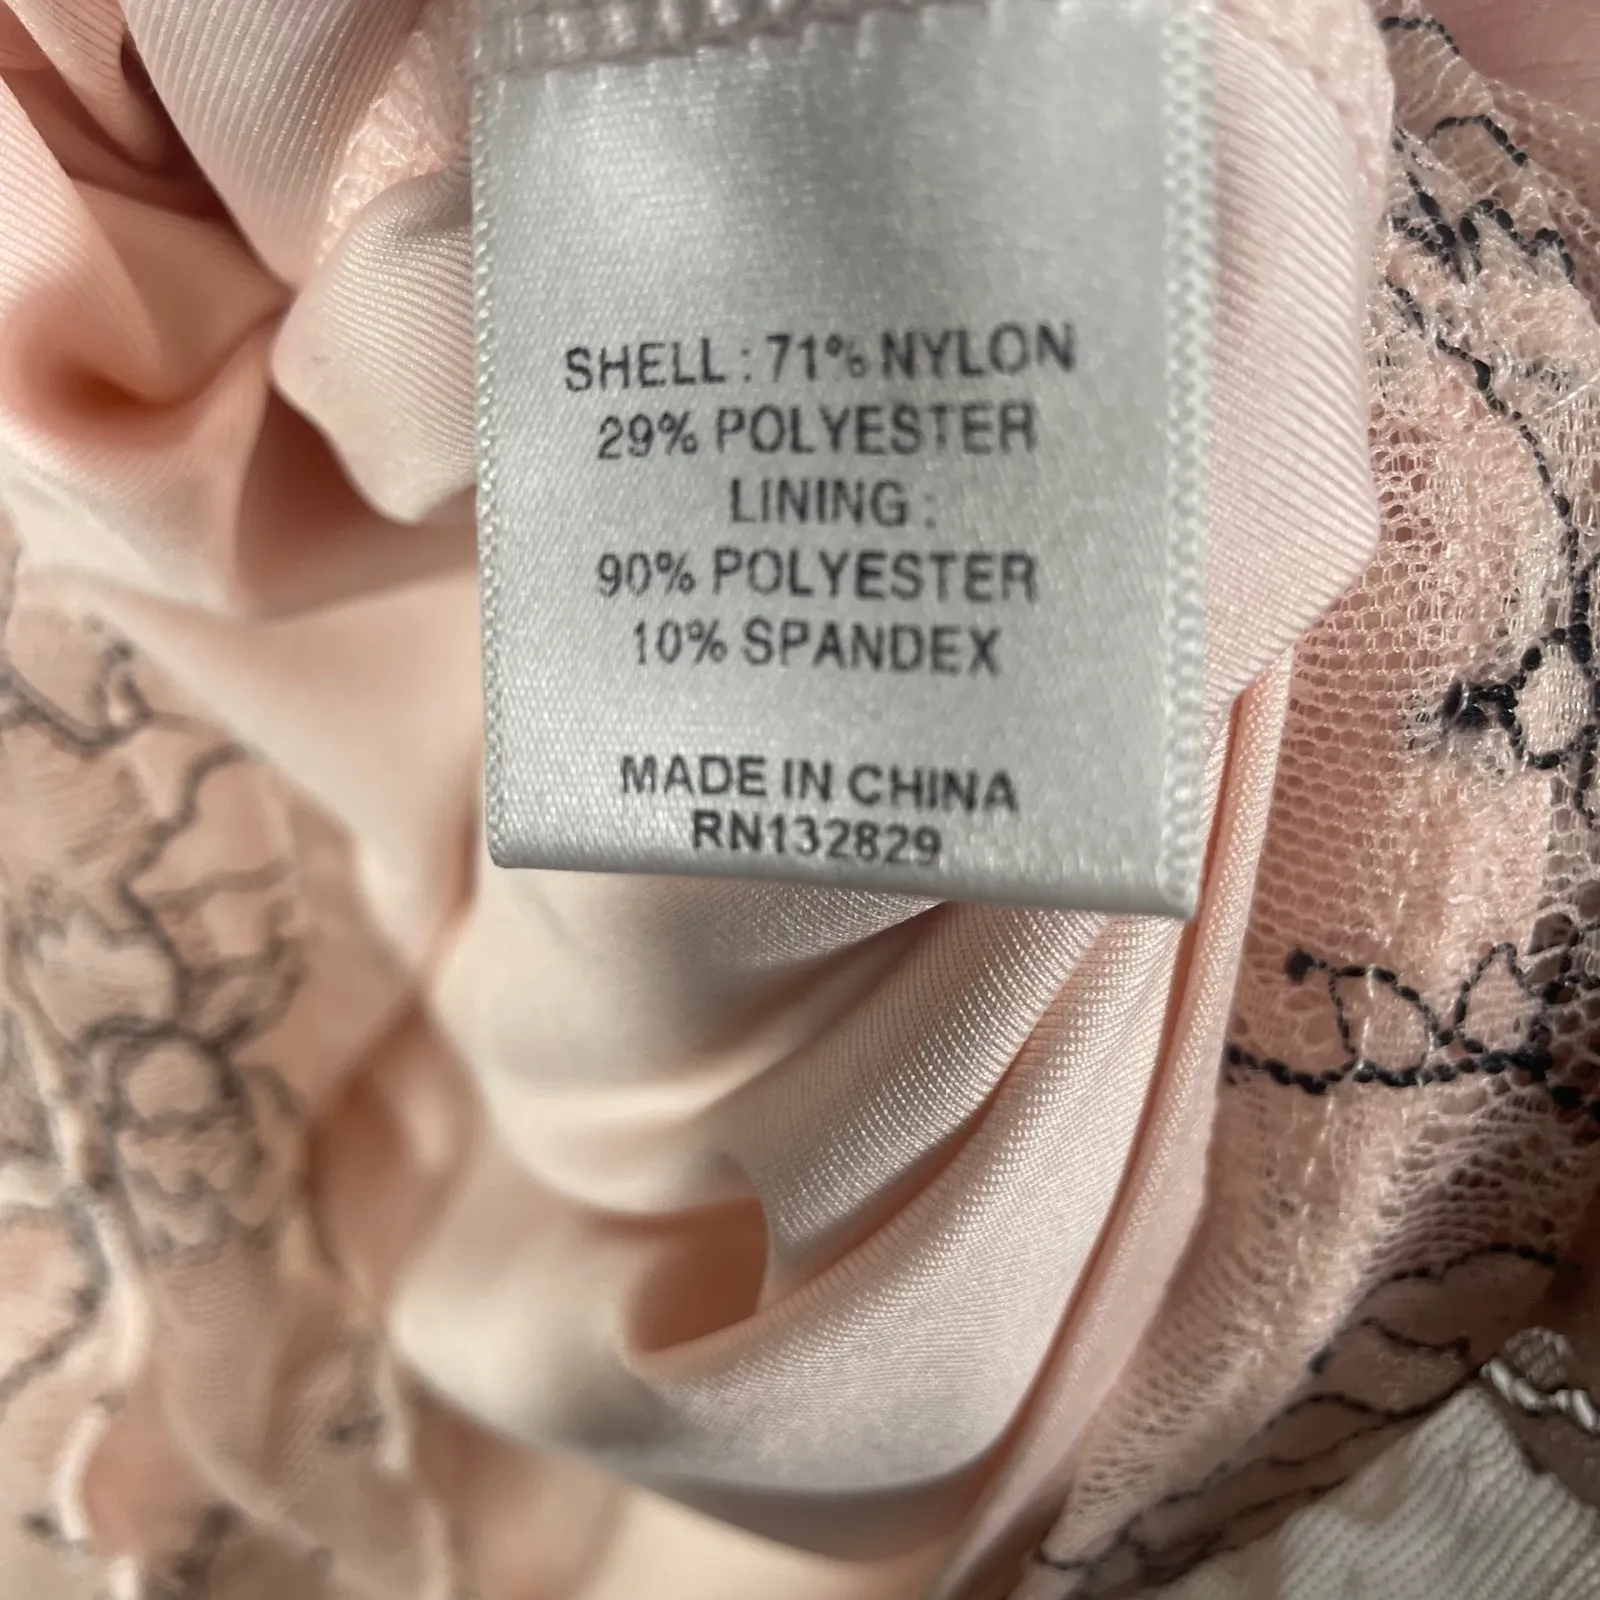 SHELL : 71% NYLON
29% POLYESTER
LINING :
90% POLYESTER
10% SPANDEX
MADE IN CHINA
RN132829